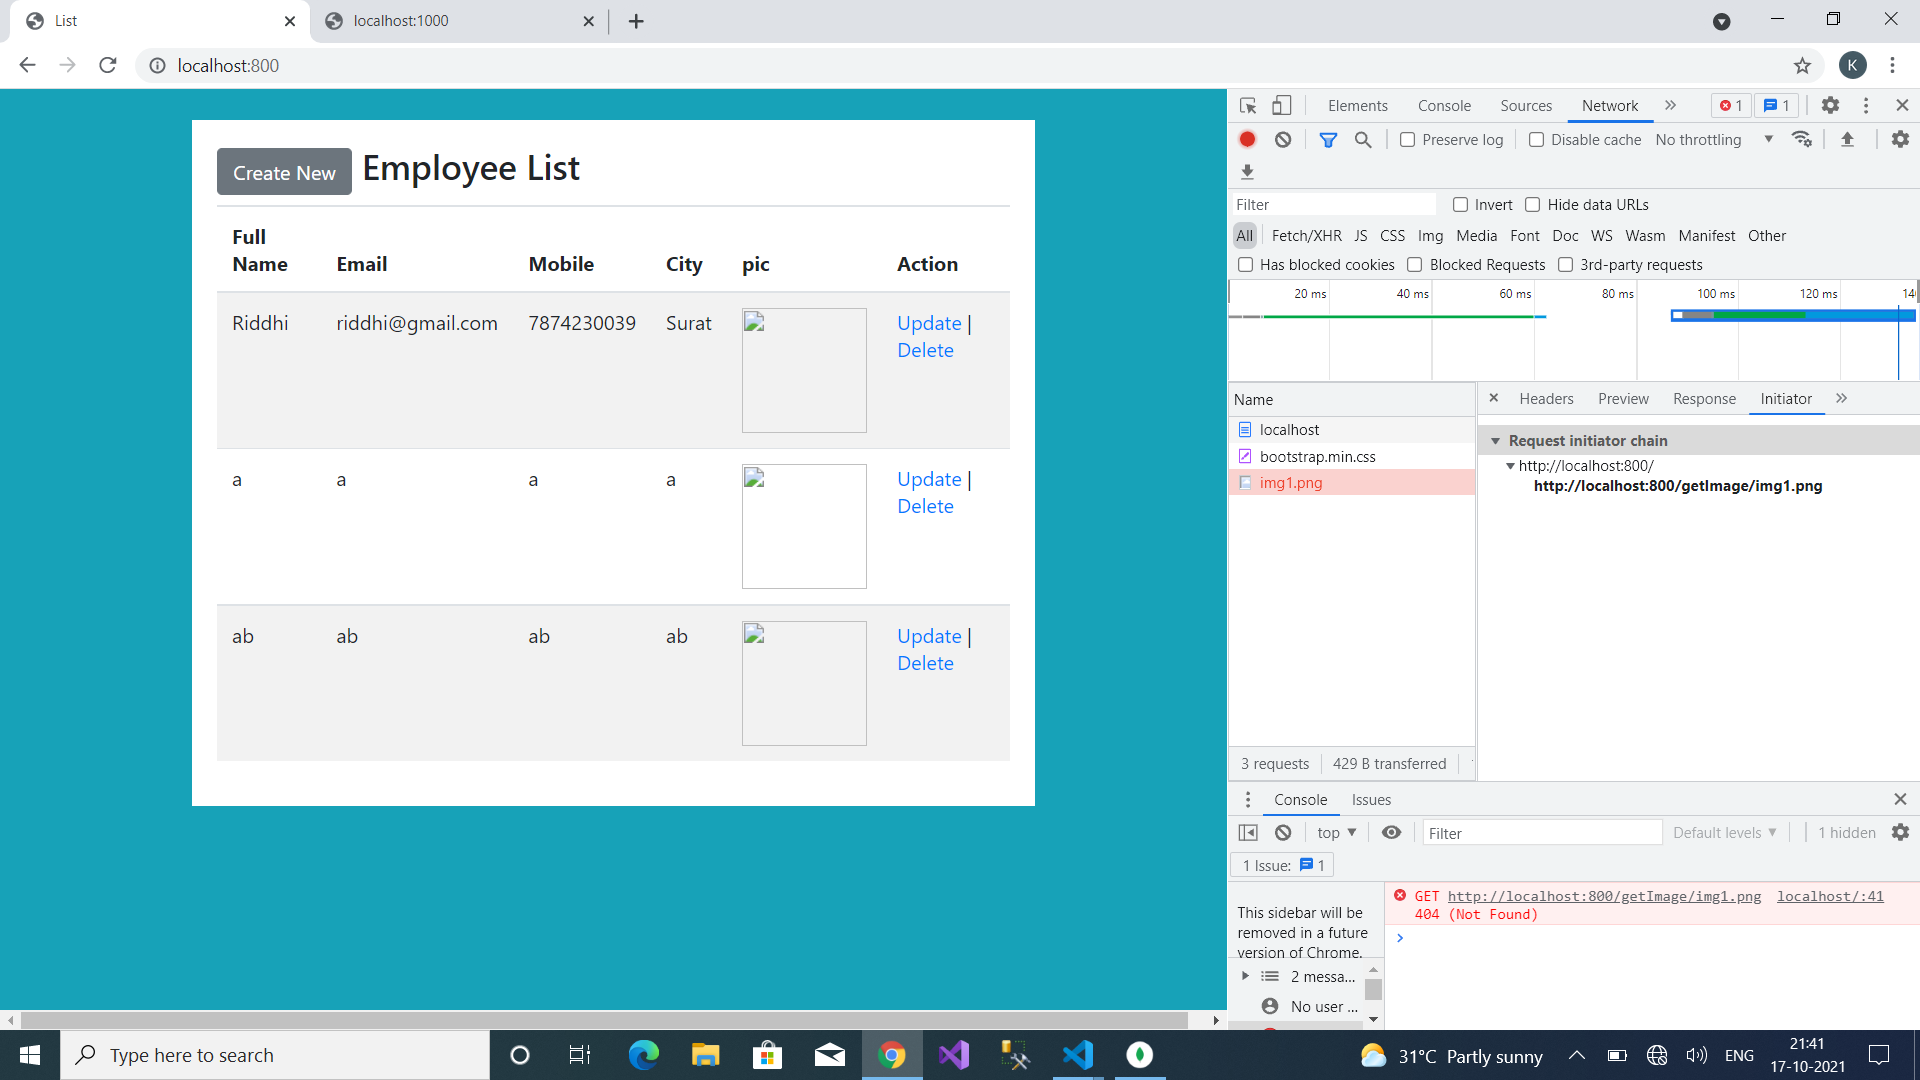 List
localhost:1000
localhost:800
K
Create New Employee List
Full Name Email Mobile City pic Action
Riddhi riddhi@gmail.com 7874230039 Surat Update | Delete
a a a a Update | Delete
ab ab ab ab Update | Delete
Elements Console Sources Network 1 1
Preserve log Disable cache No throttling
Filter Invert Hide data URLs
All Fetch/XHR JS CSS Img Media Font Doc WS Wasm Manifest Other
Has blocked cookies Blocked Requests 3rd-party requests
20 ms 40 ms 60 ms 80 ms 100 ms 120 ms
Name
localhost
bootstrap.min.css
img1.png
3 requests 429 B transferred
Headers Preview Response Initiator
Request initiator chain
http://localhost:800/
http://localhost:800/getImage/img1.png
Console Issues
top Filter Default levels 1 hidden
1 Issue: 1
This sidebar will be
removed in a future
version of Chrome.
2 messa...
No user ...
GET http://localhost:800/getImage/img1.png localhost/:41
404 (Not Found)
Type here to search
31°C Partly sunny
ENG
21:41
17-10-2021